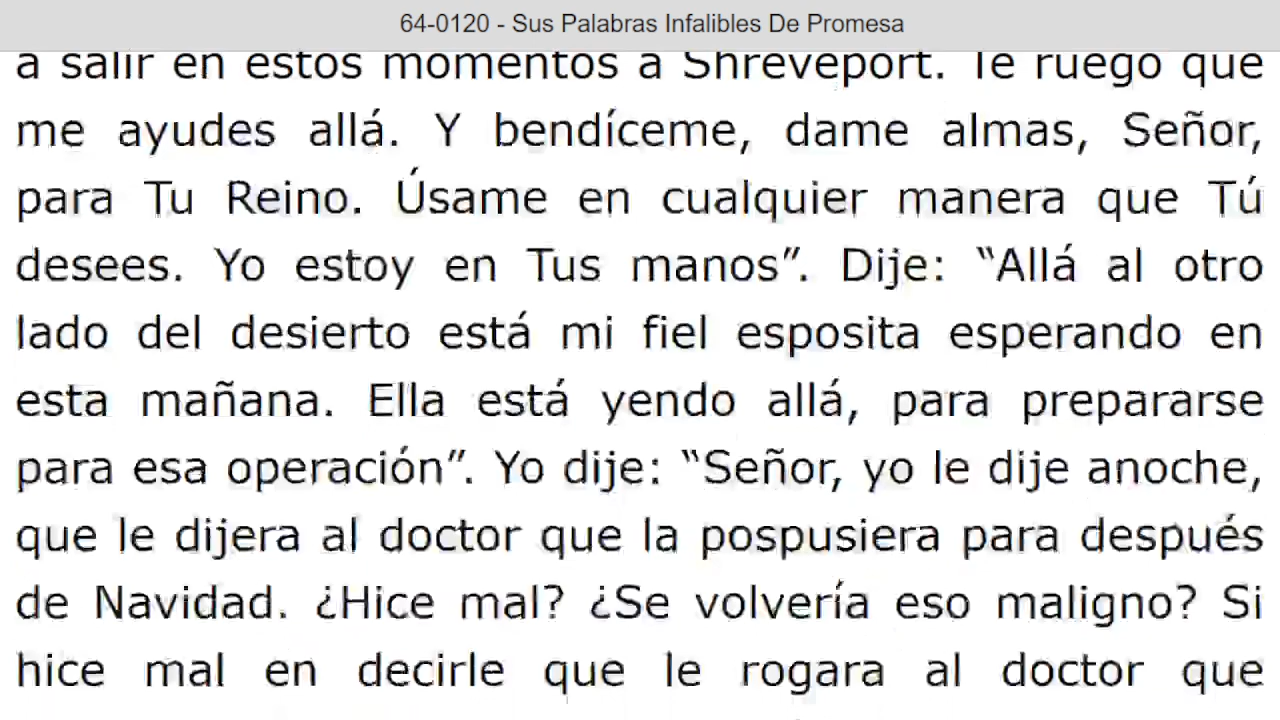 64-0120 - Sus Palabras Infalibles De Promesa
a salir en estos momentos a Shreveport. Te ruego que
me ayudes allá. Y bendíceme, dame almas, Señor,
para Tu Reino. Úsame en cualquier manera que Tú
desees. Yo estoy en Tus manos”. Dije: “Allá al otro
lado del desierto está mi fiel esposita esperando en
esta mañana. Ella está yendo allá, para prepararse
para esa operación”. Yo dije: “Señor, yo le dije anoche,
que le dijera al doctor que la pospusiera para después
de Navidad. ¿Hice mal? ¿Se volvería eso maligno? Si
hice mal en decirle que le rogara al doctor que